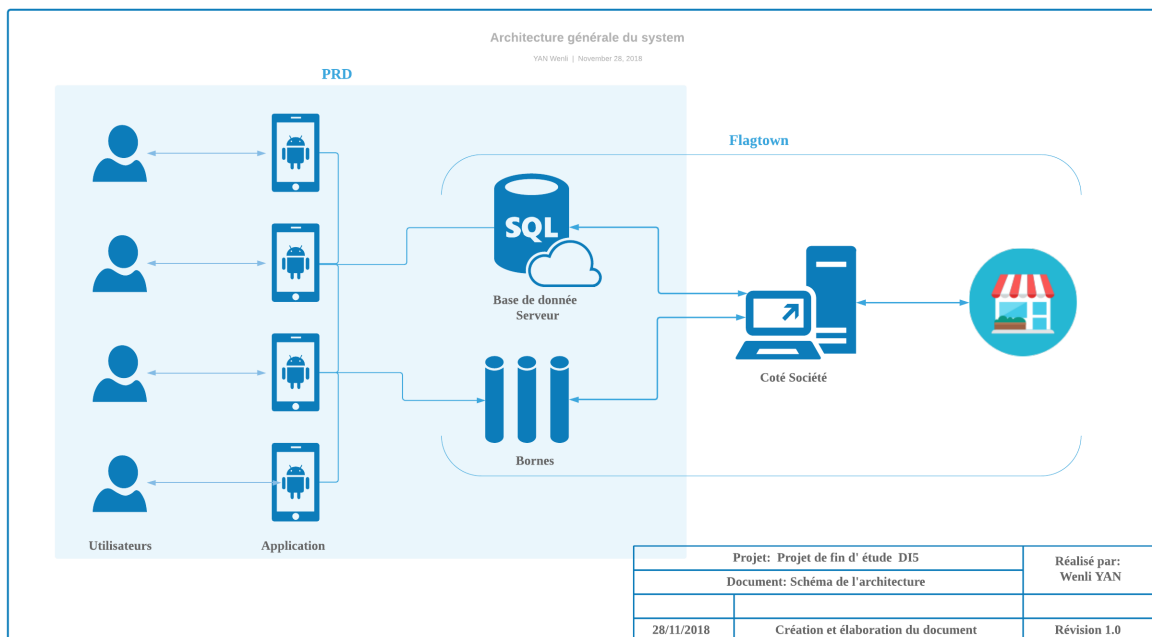 Architecture générale du system
YAN Wenli | November 28, 2018
PRD
Flagtown
SQL
Base de donnée
Serveur
Coté Société
Bornes
Utilisateurs
Application
Projet: Projet de fin d' étude DI5
Réalisé par:
Wenli YAN
Document: Schéma de l'architecture
28/11/2018
Création et élaboration du document
Révision 1.0